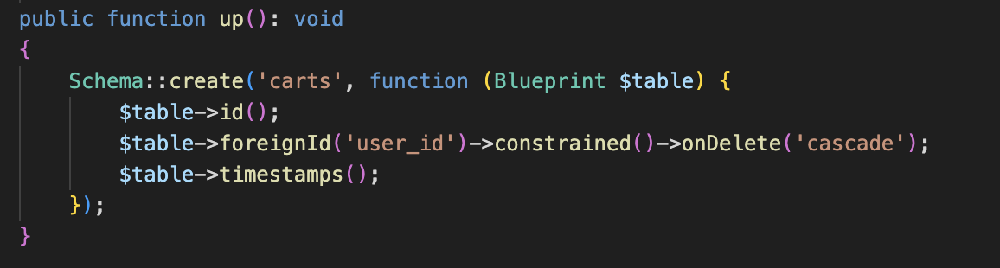 public function up(): void
{
    Schema::create('carts', function (Blueprint $table) {
        $table->id();
        $table->foreignId('user_id')->constrained()->onDelete('cascade');
        $table->timestamps();
    });
}